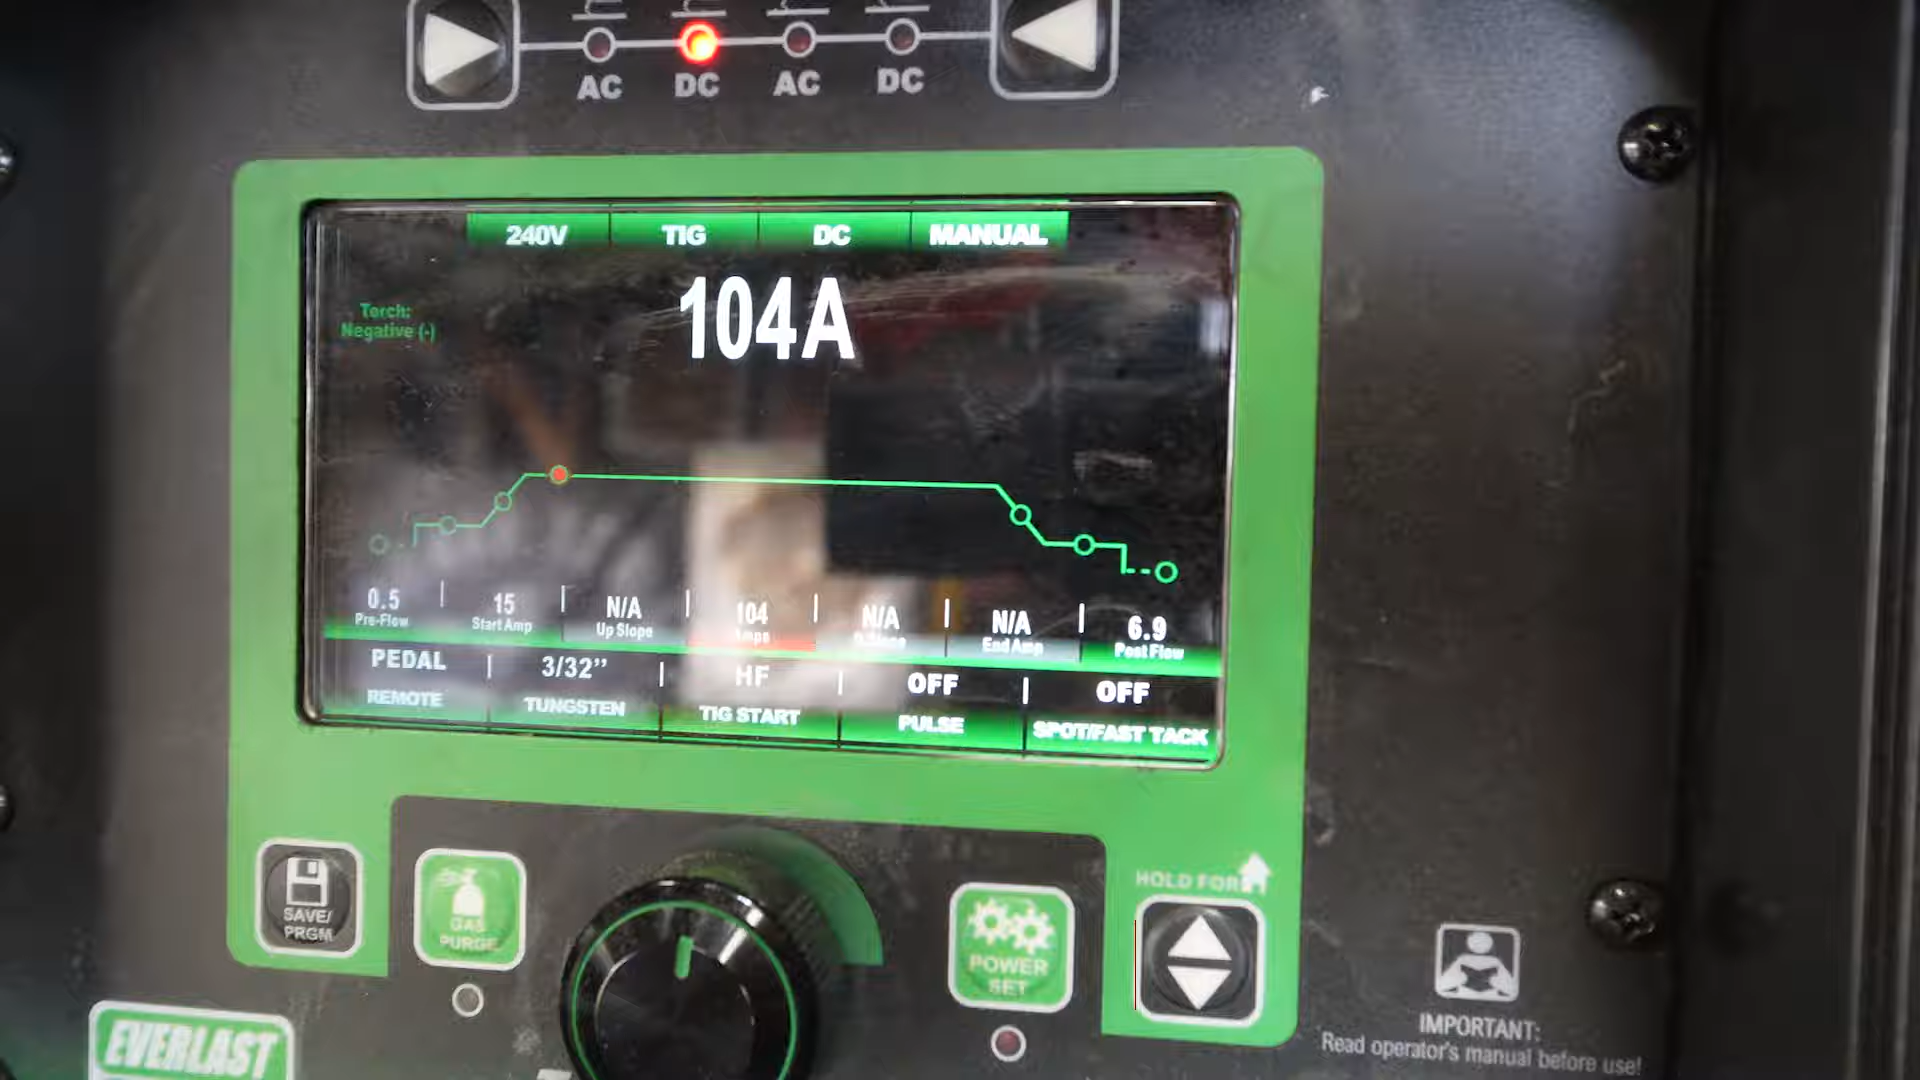 AC DC AC DC
240V TIG DC MANUAL
104A
Torch:
Negative (-)
0.5 15 N/A 104 N/A N/A 6.9
Pre-Flow Start Amp Up Slope Amps End Amp Post Flow
PEDAL 3/32” HF OFF OFF
REMOTE TUNGSTEN TIG START PULSE SPOT/FAST TACK
SAVE/
PRGM
GAS
PURGE
POWER
SET
HOLD FOR
EVERLAST
IMPORTANT:
Read operator's manual before use!